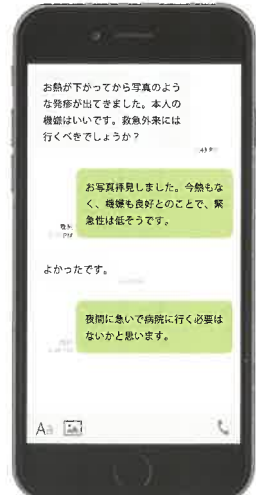 お熱が下がってから写真のよう
な発疹が出てきました。本人の
機嫌はいいです。救急外来には
行くべきでしょうか？
お写真拝見しました。今熱もな
く、機嫌も良好とのことで、緊
急性は低そうです。
よかったです。
夜間に急いで病院に行く必要は
ないかと思います。
Aa